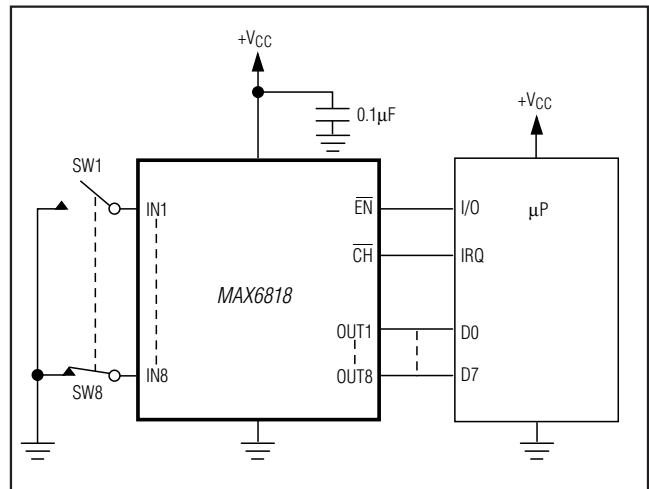 +VCC
0.1μF
+VCC
SW1
IN1
EN
I/O
μP
CH
IRQ
MAX6818
OUT1
D0
IN8
OUT8
D7
SW8